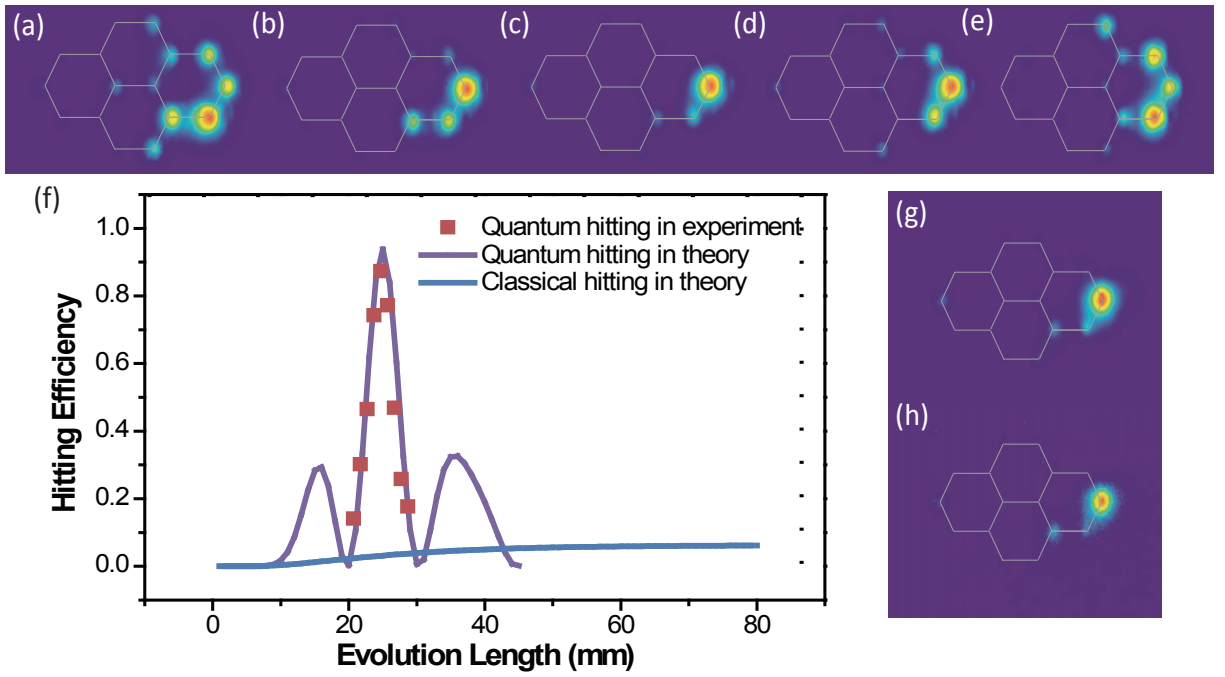 (a) (b) (c) (d) (e)
(f)
Quantum hitting in experiment
Quantum hitting in theory
Classical hitting in theory
Hitting Efficiency
1.0
0.8
0.6
0.4
0.2
0.0
0 20 40 60 80
Evolution Length (mm)
(g)
(h)